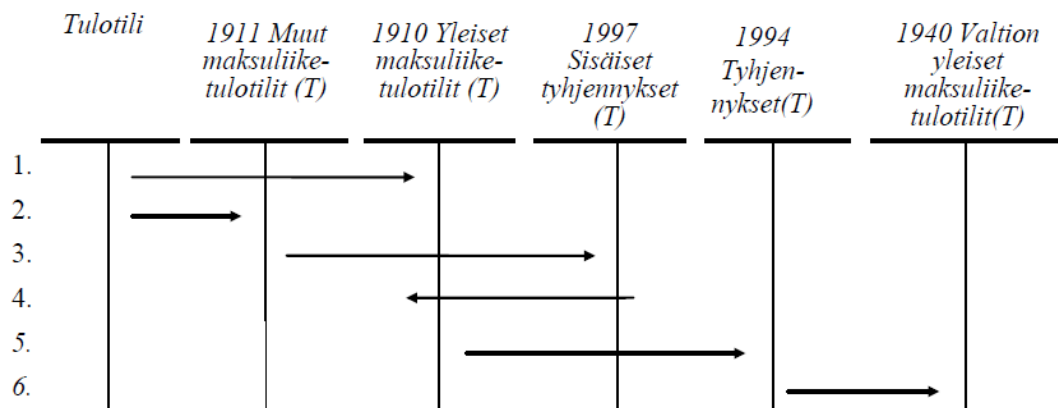 Tulotili
1911 Muut
maksuliike-
tulotilit (T)
1910 Yleiset
maksuliike-
tulotilit (T)
1997
Sisäiset
tyhjennykset
(T)
1994
Tyhjen-
nykset(T)
1940 Valtion
yleiset
maksuliike-
tulotilit(T)
1.
2.
3.
4.
5.
6.